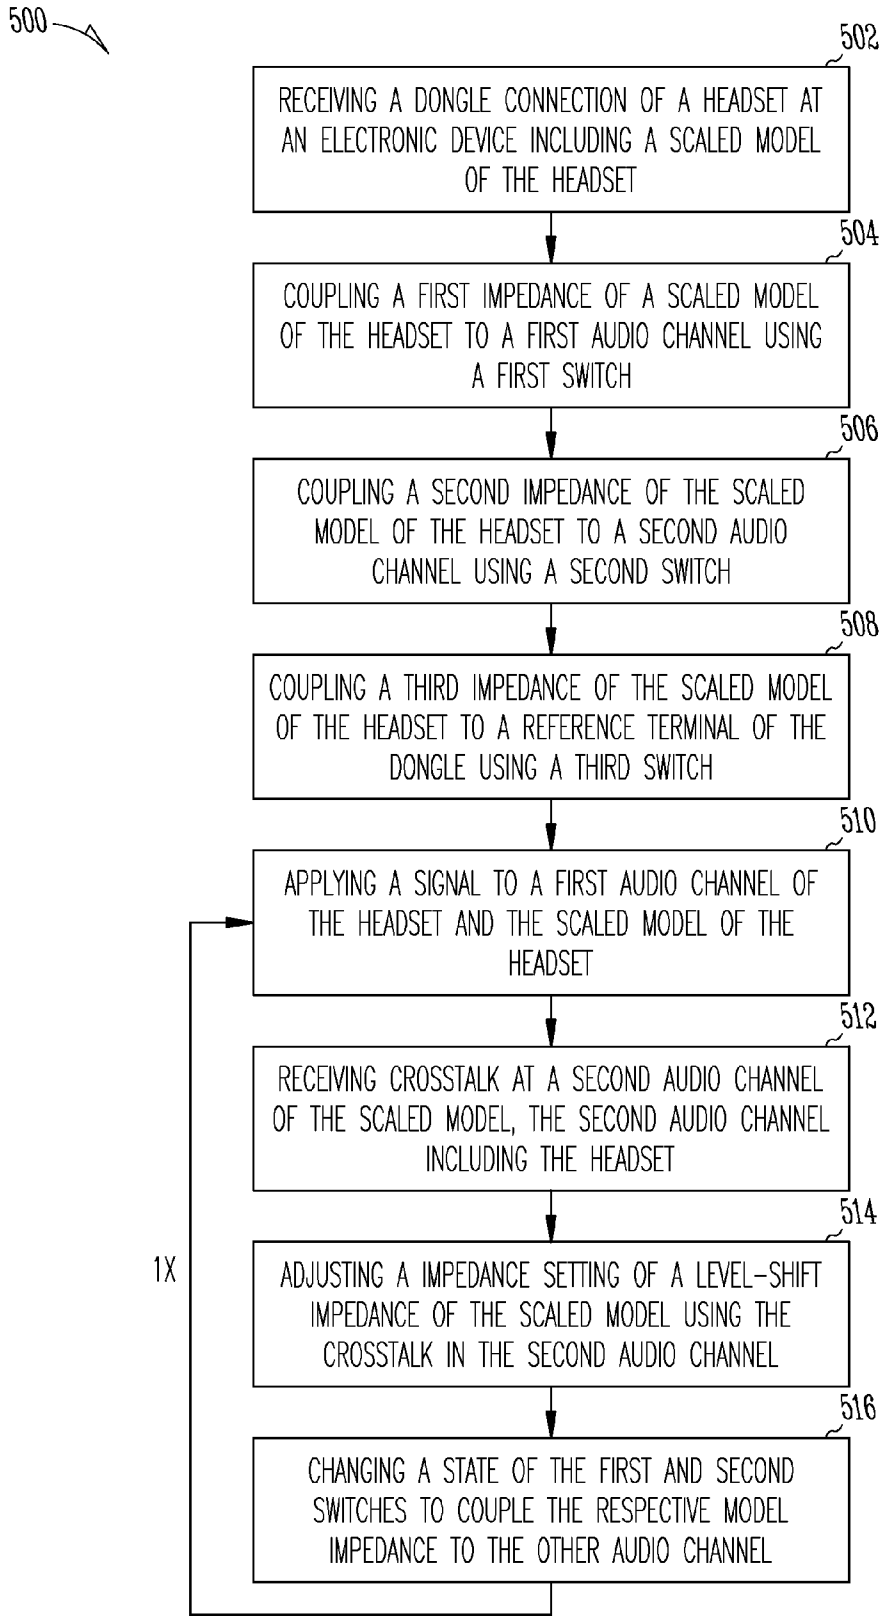 500
502
RECEIVING A DONGLE CONNECTION OF A HEADSET AT
AN ELECTRONIC DEVICE INCLUDING A SCALED MODEL
OF THE HEADSET
504
COUPLING A FIRST IMPEDANCE OF A SCALED MODEL
OF THE HEADSET TO A FIRST AUDIO CHANNEL USING
A FIRST SWITCH
506
COUPLING A SECOND IMPEDANCE OF THE SCALED
MODEL OF THE HEADSET TO A SECOND AUDIO
CHANNEL USING A SECOND SWITCH
508
COUPLING A THIRD IMPEDANCE OF THE SCALED MODEL
OF THE HEADSET TO A REFERENCE TERMINAL OF THE
DONGLE USING A THIRD SWITCH
510
APPLYING A SIGNAL TO A FIRST AUDIO CHANNEL OF
THE HEADSET AND THE SCALED MODEL OF THE
HEADSET
512
RECEIVING CROSSTALK AT A SECOND AUDIO CHANNEL
OF THE SCALED MODEL, THE SECOND AUDIO CHANNEL
INCLUDING THE HEADSET
514
1X
ADJUSTING A IMPEDANCE SETTING OF A LEVEL-SHIFT
IMPEDANCE OF THE SCALED MODEL USING THE
CROSSTALK IN THE SECOND AUDIO CHANNEL
516
CHANGING A STATE OF THE FIRST AND SECOND
SWITCHES TO COUPLE THE RESPECTIVE MODEL
IMPEDANCE TO THE OTHER AUDIO CHANNEL